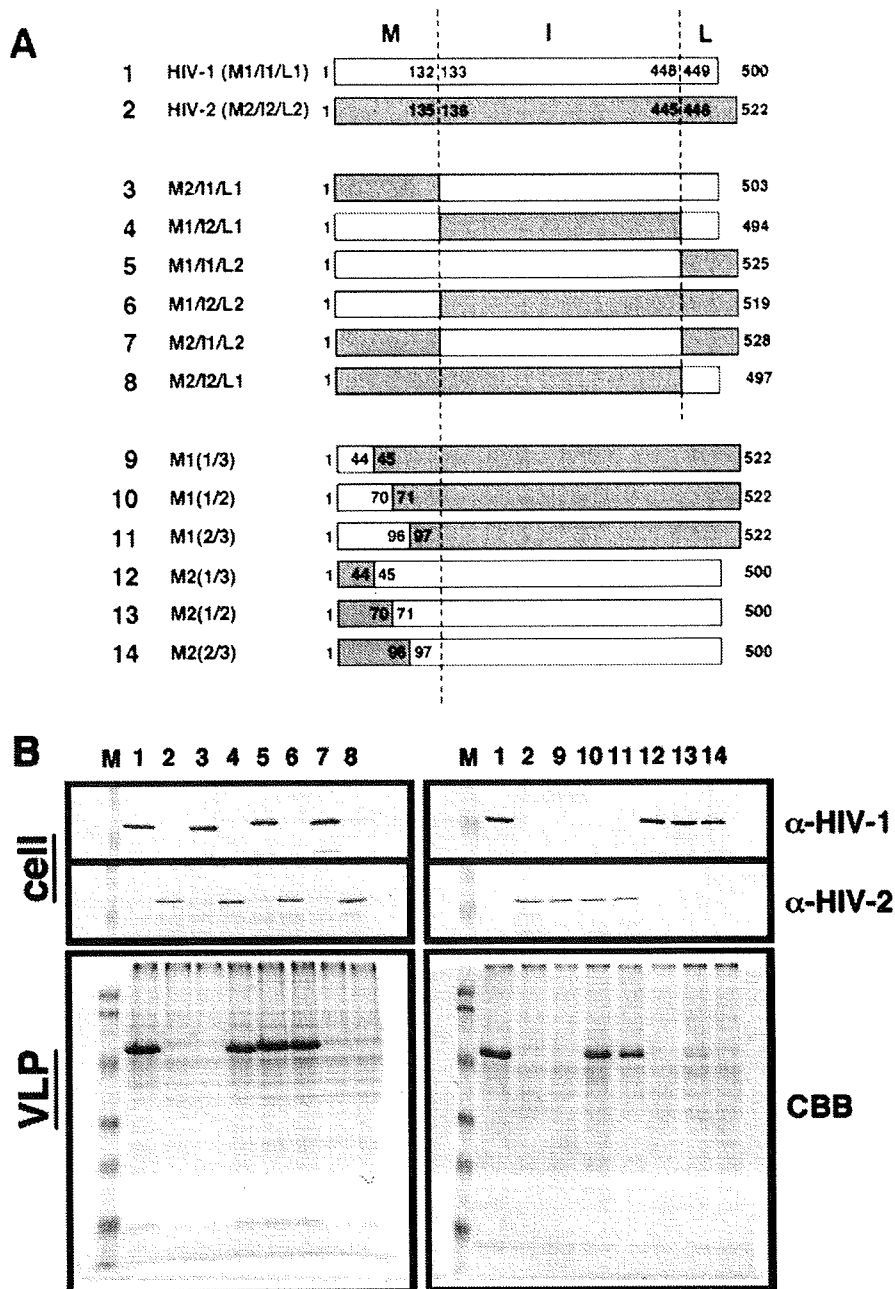 A
M I L
1 HIV-1 (M1/I1/L1) 1 132 133 448 449 500
2 HIV-2 (M2/I2/L2) 1 135 136 445 446 522
3 M2/I1/L1 1 503
4 M1/I2/L1 1 494
5 M1/I1/L2 1 525
6 M1/I2/L2 1 519
7 M2/I1/L2 1 528
8 M2/I2/L1 1 497
9 M1(1/3) 1 44 45 522
10 M1(1/2) 1 70 71 522
11 M1(2/3) 1 96 97 522
12 M2(1/3) 1 44 45 500
13 M2(1/2) 1 70 71 500
14 M2(2/3) 1 96 97 500
B
M 1 2 3 4 5 6 7 8 M 1 2 9 10 11 12 13 14
cell
α-HIV-1
α-HIV-2
VLP
CBB